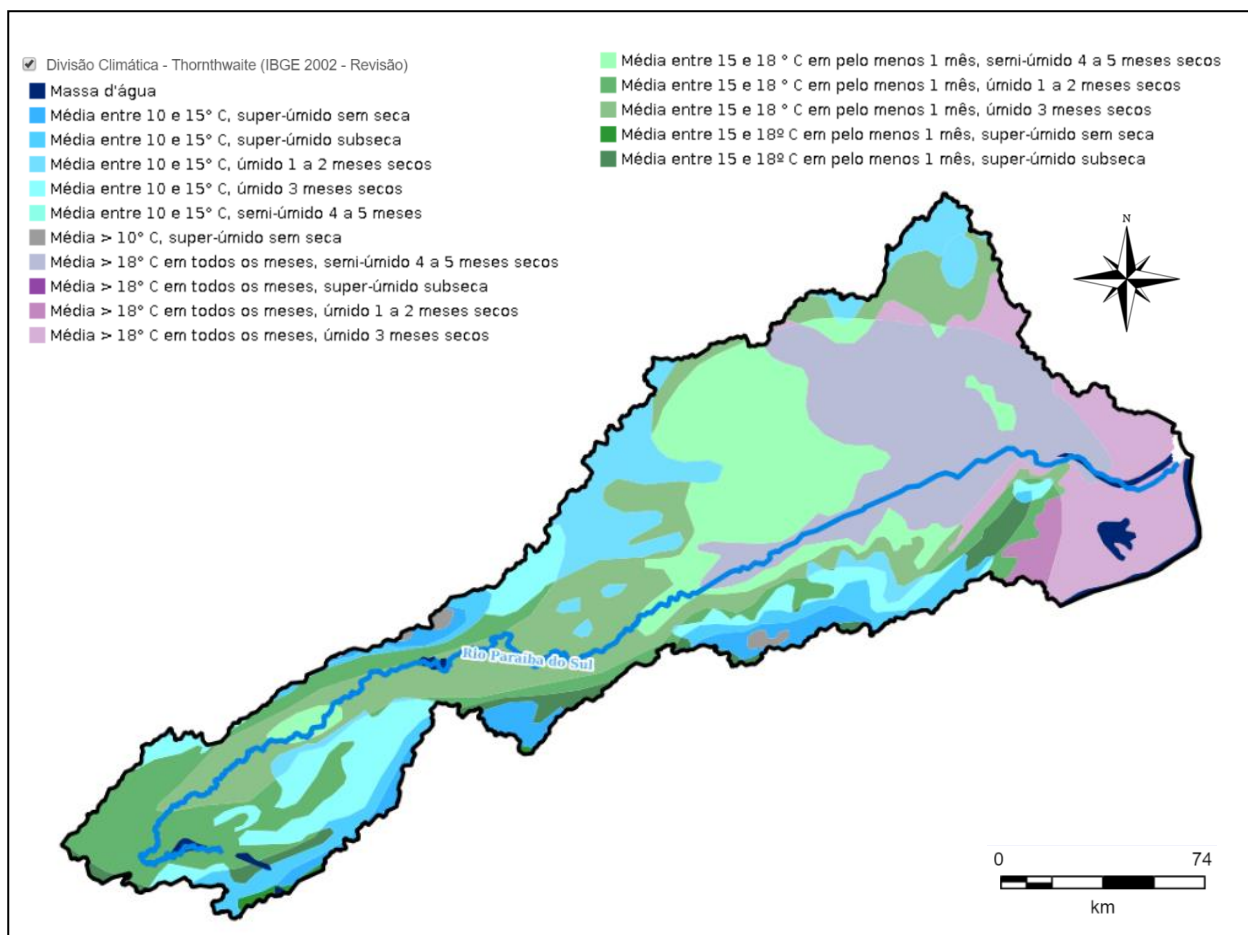 Divisão Climática - Thornthwaite (IBGE 2002 - Revisão)
Massa d'água
Média entre 10 e 15° C, super-úmido sem seca
Média entre 10 e 15° C, super-úmido subseca
Média entre 10 e 15° C, úmido 1 a 2 meses secos
Média entre 10 e 15° C, úmido 3 meses secos
Média entre 10 e 15° C, semi-úmido 4 a 5 meses
Média > 10° C, super-úmido sem seca
Média > 18° C em todos os meses, semi-úmido 4 a 5 meses secos
Média > 18° C em todos os meses, super-úmido subseca
Média > 18° C em todos os meses, úmido 1 a 2 meses secos
Média > 18° C em todos os meses, úmido 3 meses secos
Média entre 15 e 18 ° C em pelo menos 1 mês, semi-úmido 4 a 5 meses secos
Média entre 15 e 18 ° C em pelo menos 1 mês, úmido 1 a 2 meses secos
Média entre 15 e 18 ° C em pelo menos 1 mês, úmido 3 meses secos
Média entre 15 e 18º C em pelo menos 1 mês, super-úmido sem seca
Média entre 15 e 18º C em pelo menos 1 mês, super-úmido subseca
N
Rio Paraíba do Sul
0 74
km